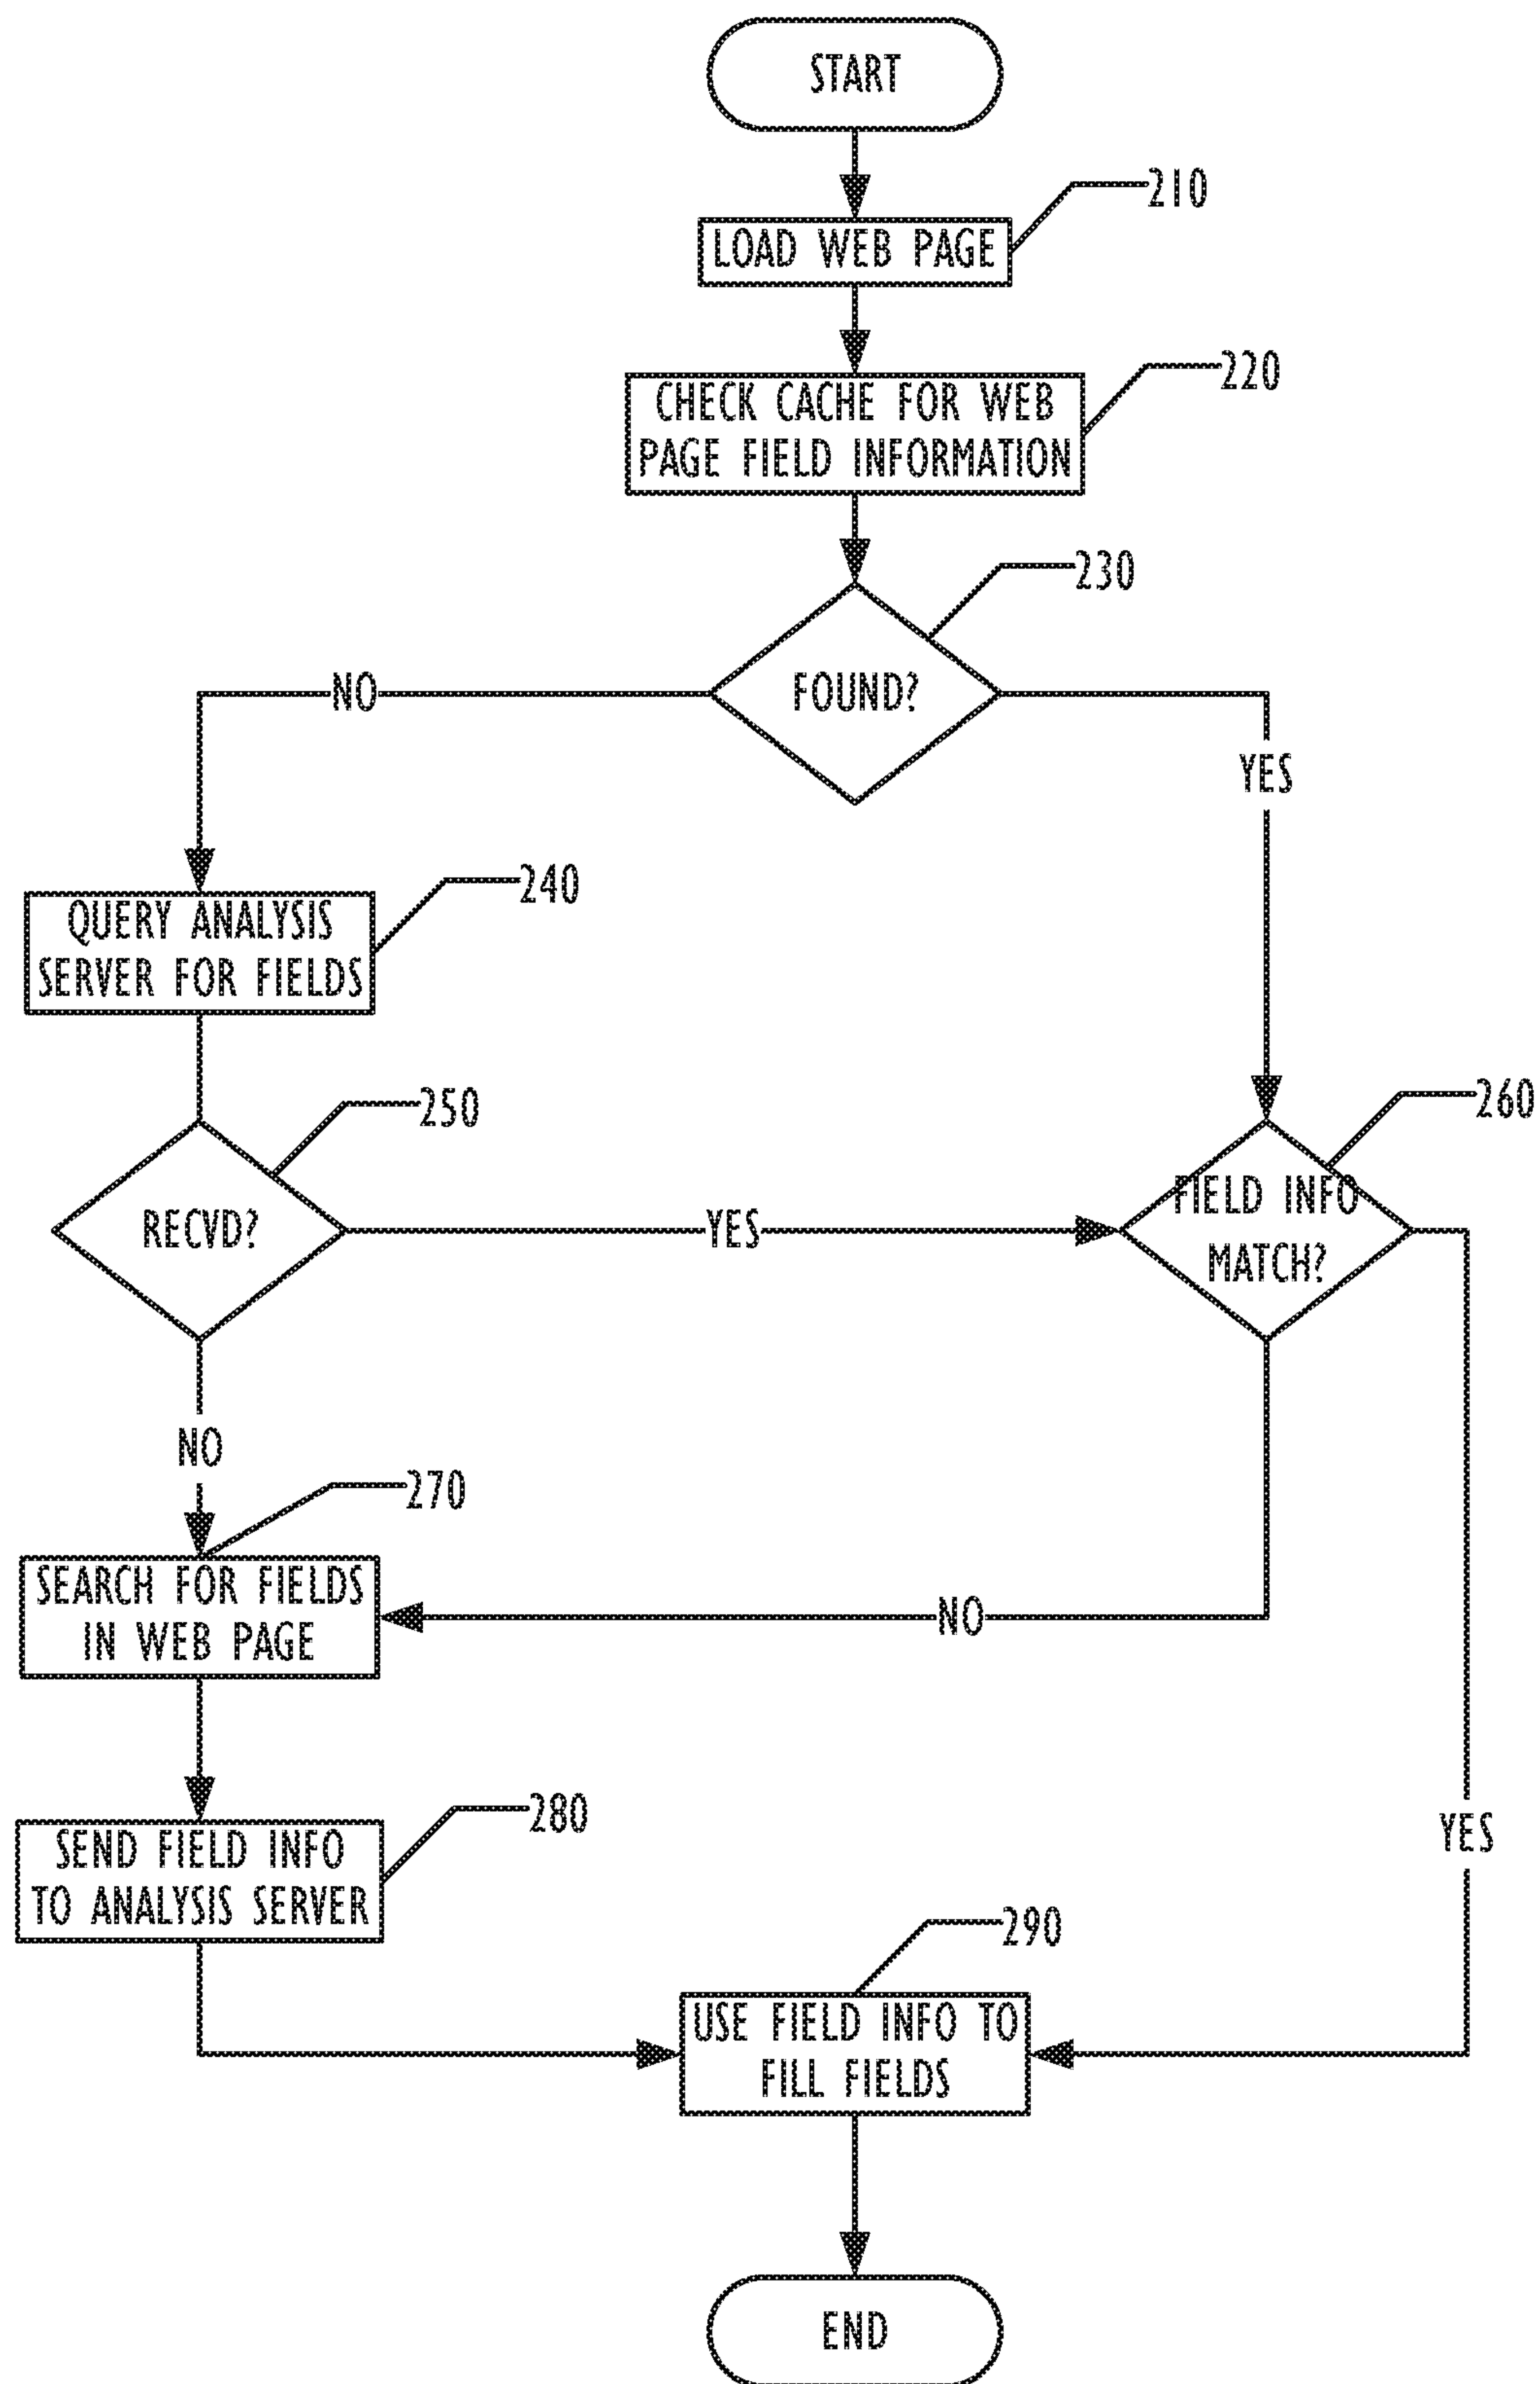 START
210
LOAD WEB PAGE
220
CHECK CACHE FOR WEB
PAGE FIELD INFORMATION
230
FOUND?
NO
YES
240
QUERY ANALYSIS
SERVER FOR FIELDS
250
RECVD?
YES
260
FIELD INFO
MATCH?
NO
270
SEARCH FOR FIELDS
IN WEB PAGE
NO
280
SEND FIELD INFO
TO ANALYSIS SERVER
YES
290
USE FIELD INFO TO
FILL FIELDS
END